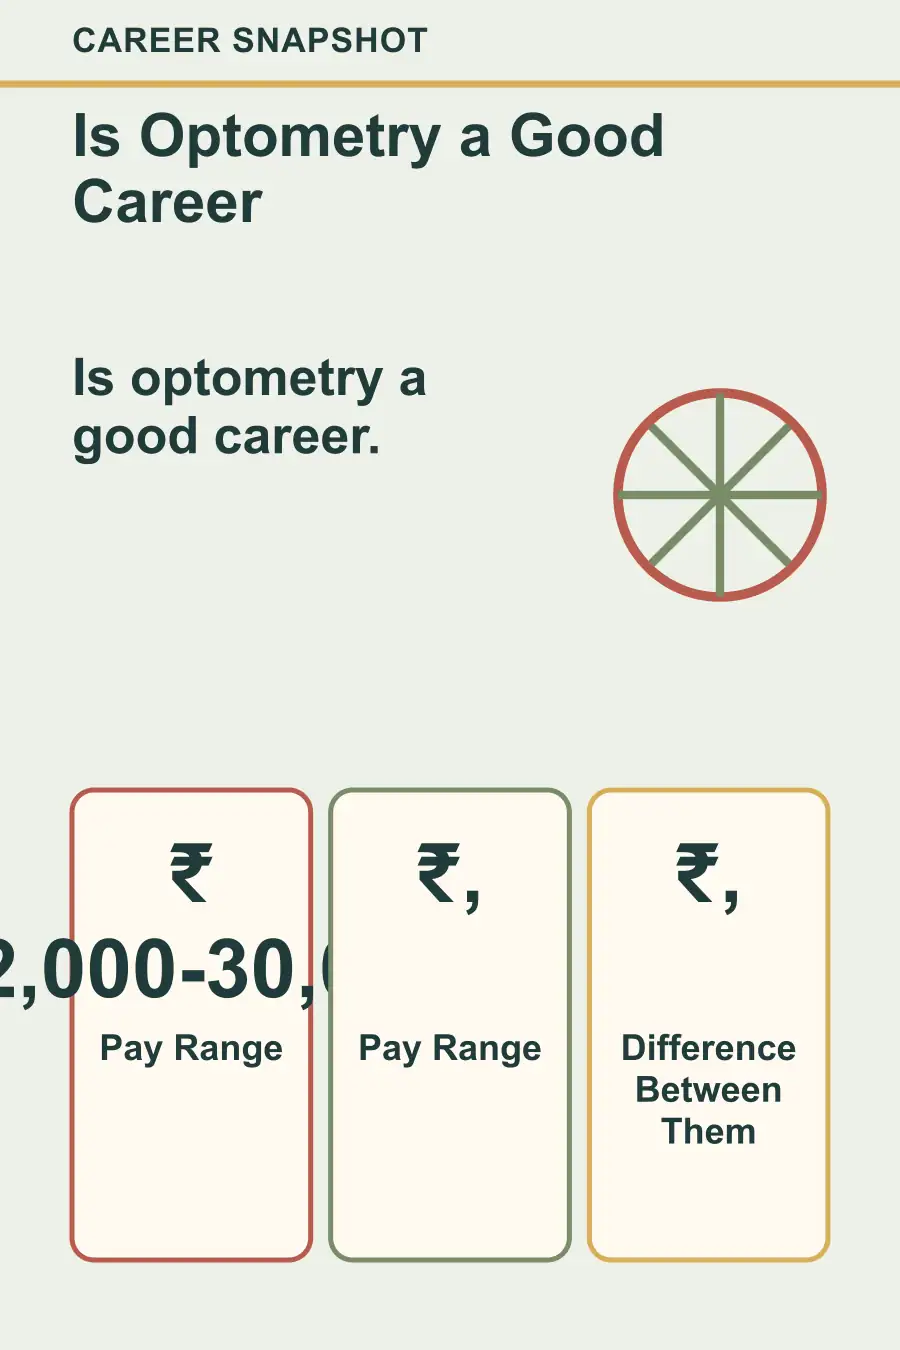 CAREER SNAPSHOT
Is Optometry a Good
Career
Is optometry a
good career.
₹
2,000-30,
Pay Range
₹,
Pay Range
₹,
Difference
Between
Them